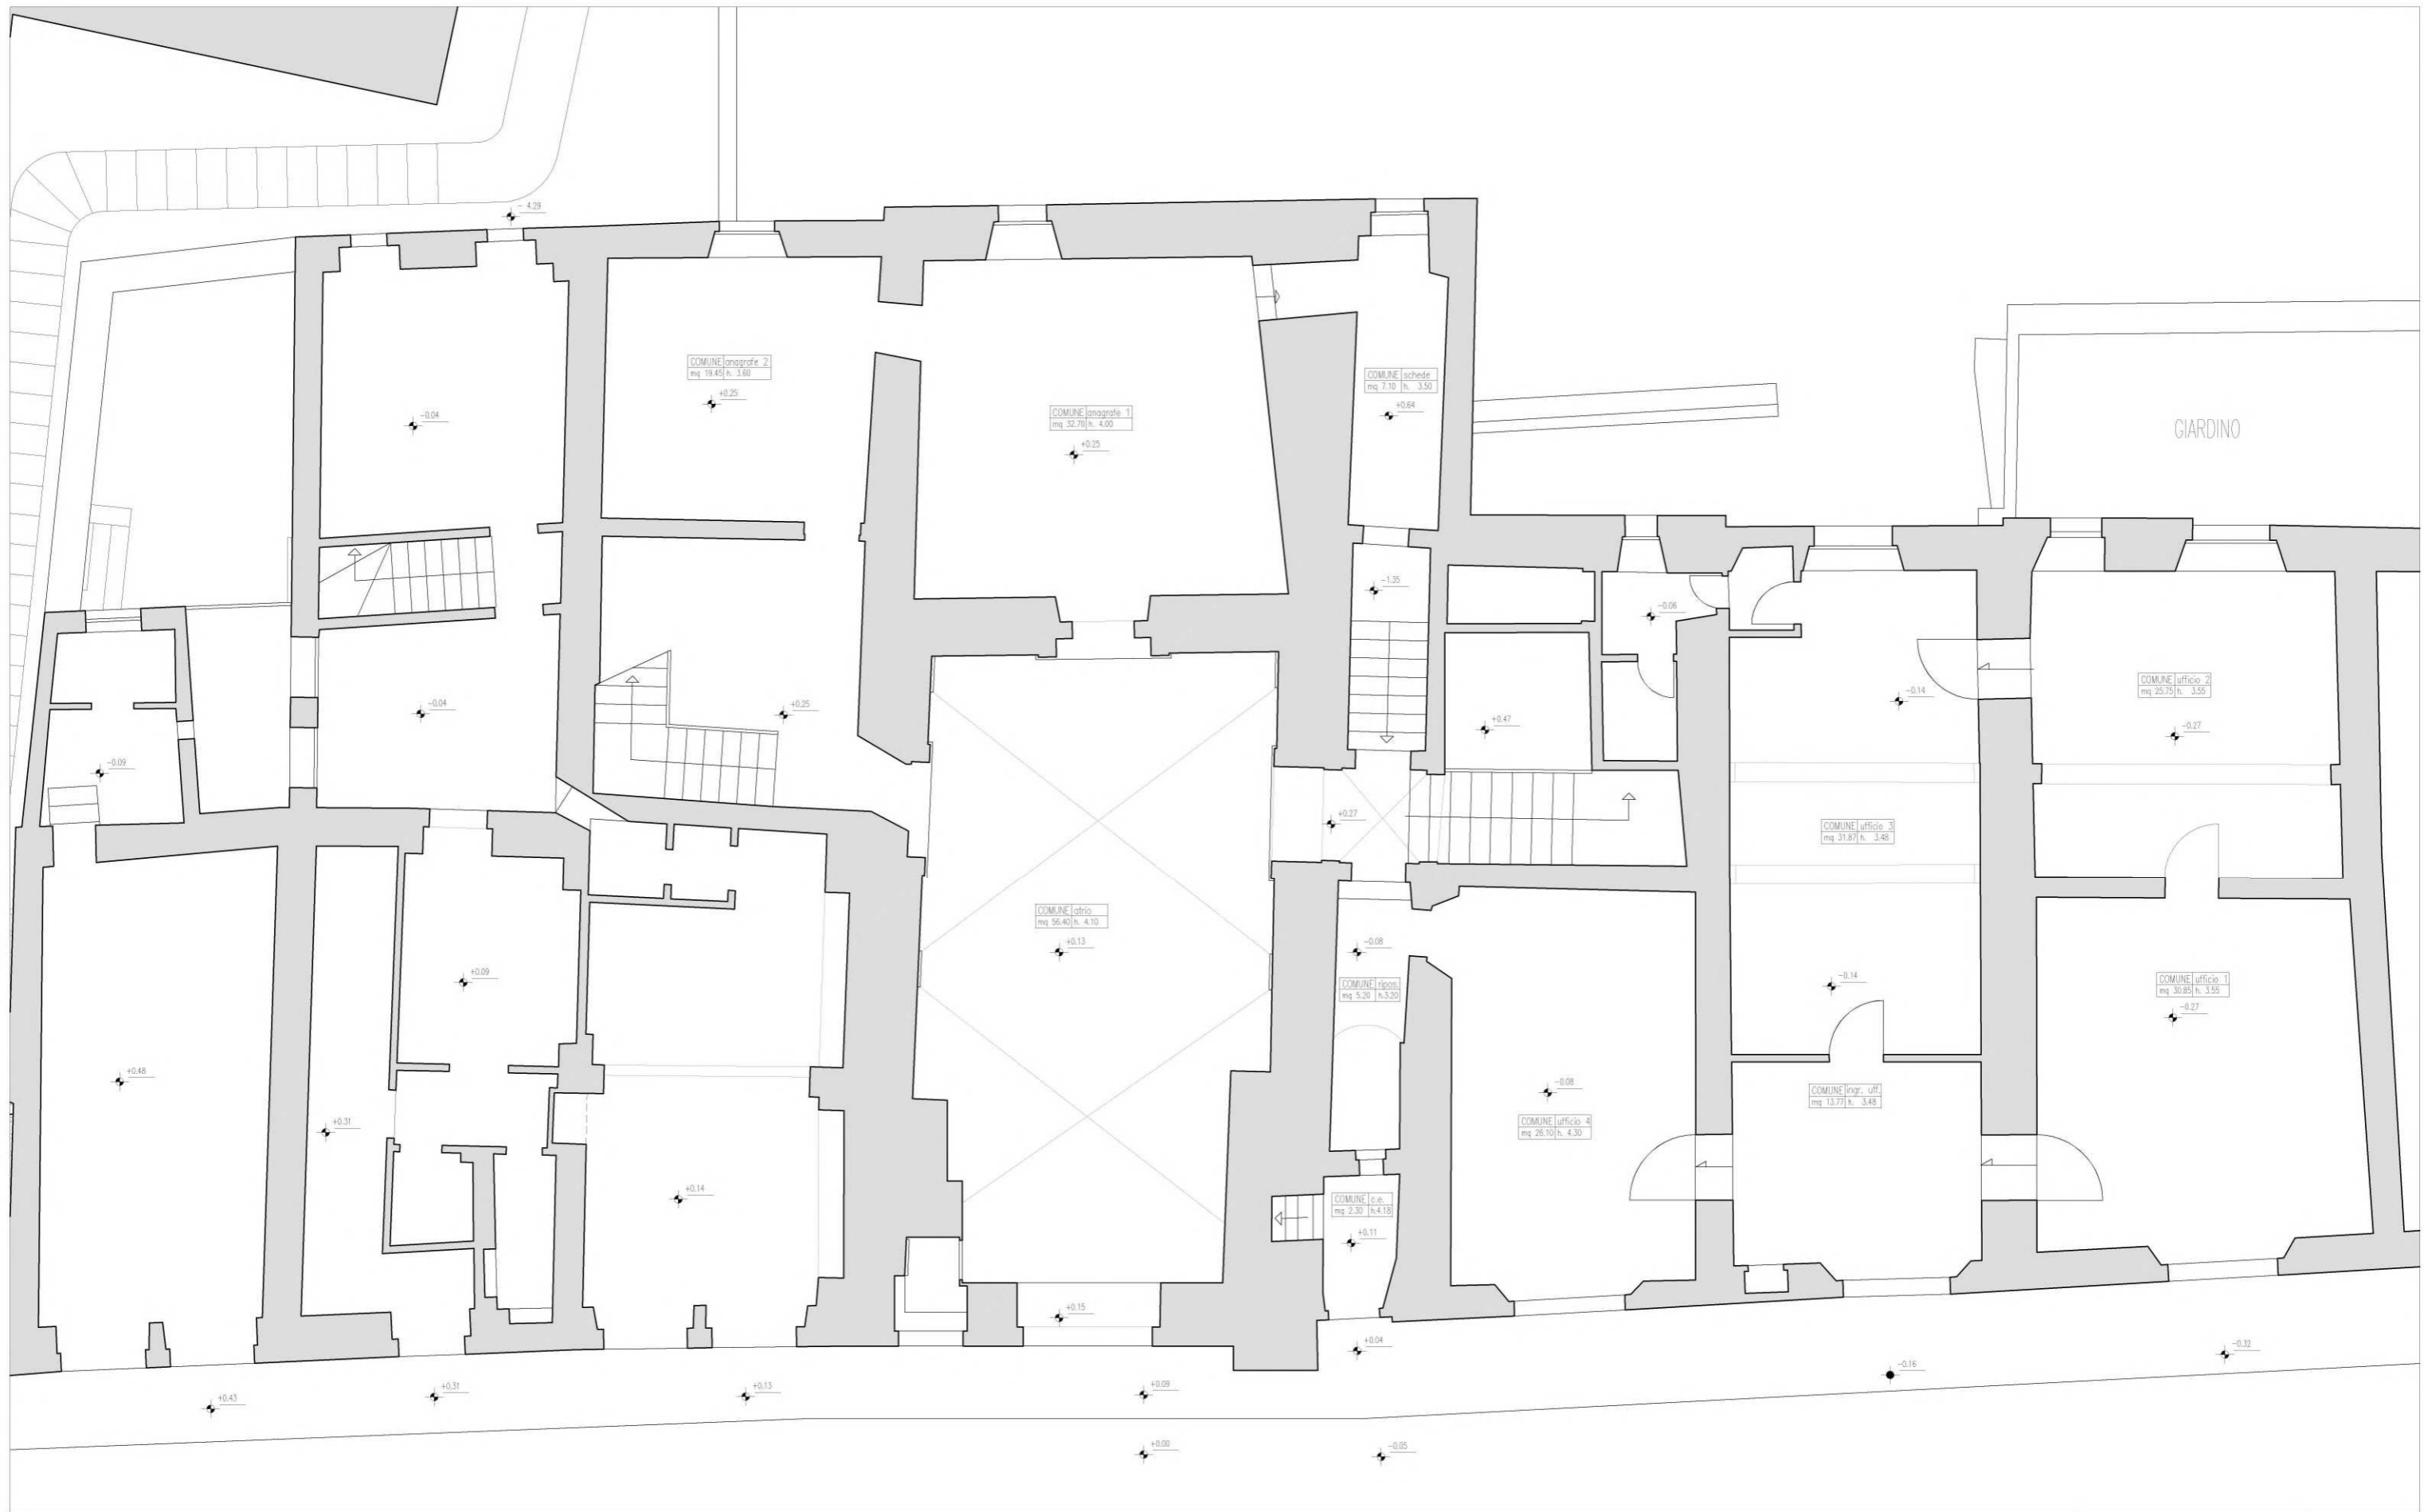 - 4.29
COMUNE anagrafe 2
mq 19.45 h. 3.60
+0.25
COMUNE schede
mq 7.10 h. 3.50
+0.64
-0.04
COMUNE anagrafe 1
mq 32.70 h. 4.00
+0.25
GIARDINO
-1.35
-0.06
COMUNE ufficio 2
mq 25.75 h. 3.55
-0.27
-0.14
-0.04
+0.25
+0.47
-0.09
+0.27
COMUNE ufficio 3
mq 31.87 h. 3.48
COMUNE atrio
mq 56.40 h. 4.10
+0.13
-0.08
+0.09
COMUNE ripos.
mq 5.20 h.3.20
-0.14
COMUNE ufficio 1
mq 30.85 h. 3.55
-0.27
+0.48
-0.08
COMUNE ingr. uff.
mq 13.77 h. 3.48
+0.31
COMUNE ufficio 4
mq 26.10 h. 4.30
+0.14
COMUNE c.e.
mq 2.30 h.4.18
+0.11
+0.15
+0.04
-0.32
-0.16
+0.43
+0.31
+0.13
+0.09
+0.00
-0.05